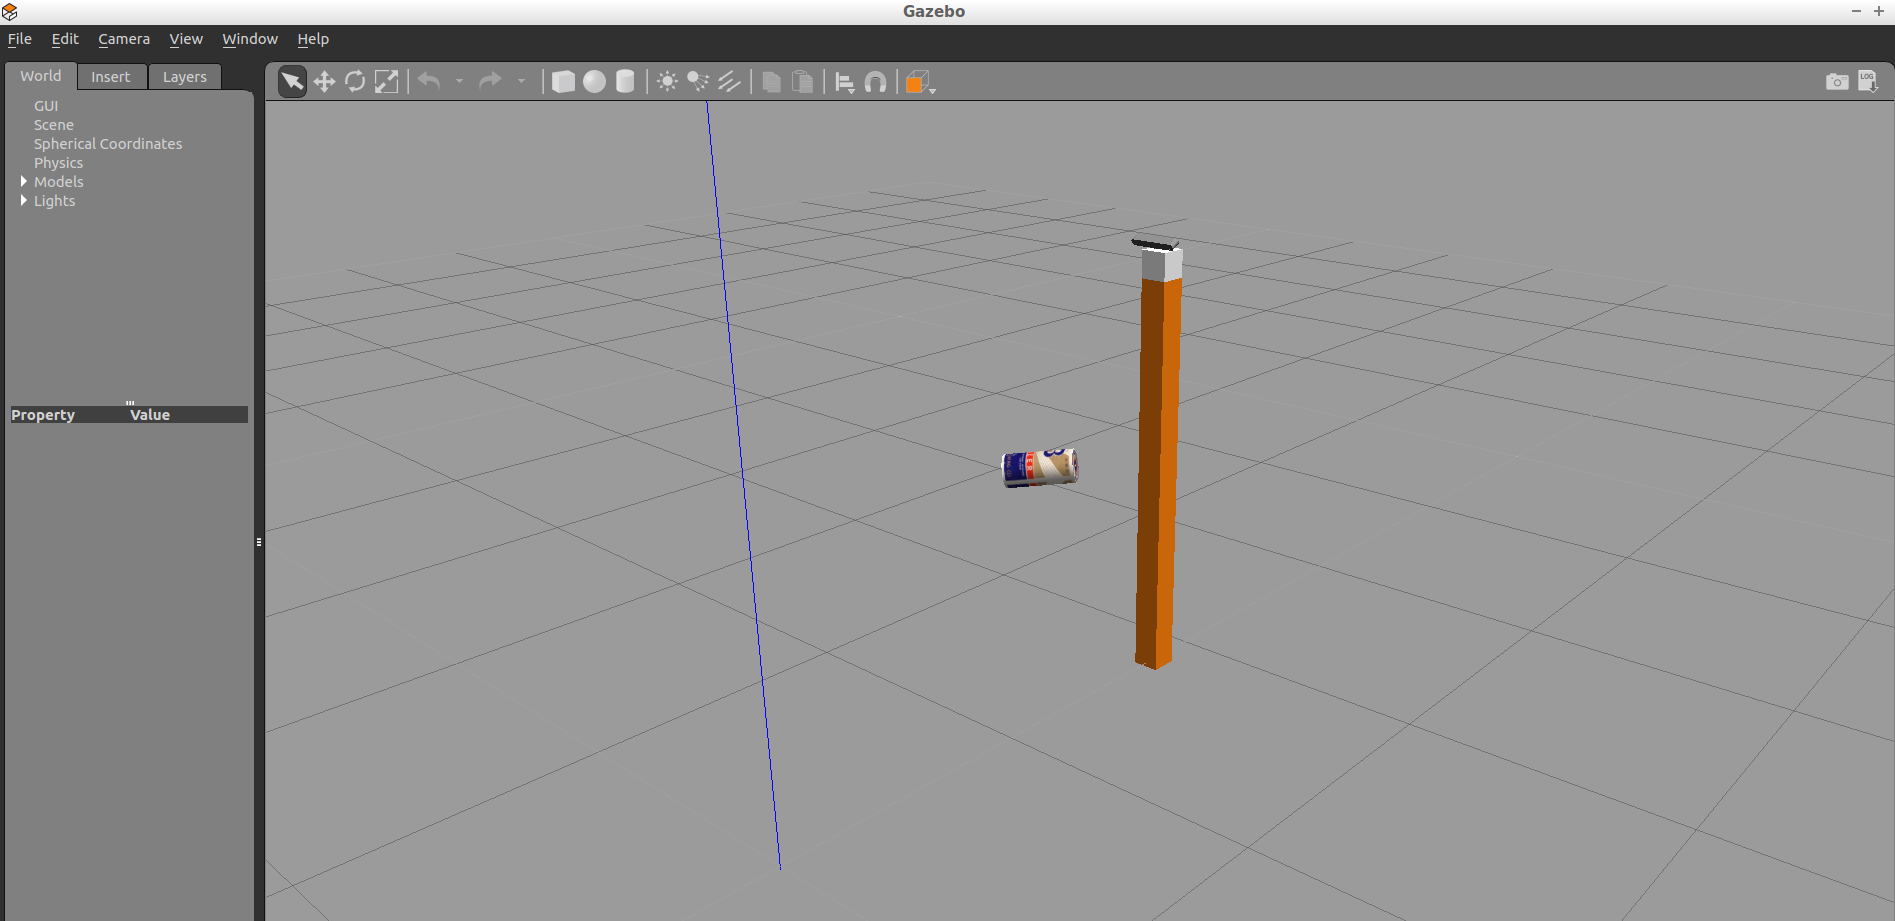 Gazebo
File Edit Camera View Window Help
World Insert Layers
LOG
GUI
Scene
Spherical Coordinates
Physics
Models
Lights
Property Value